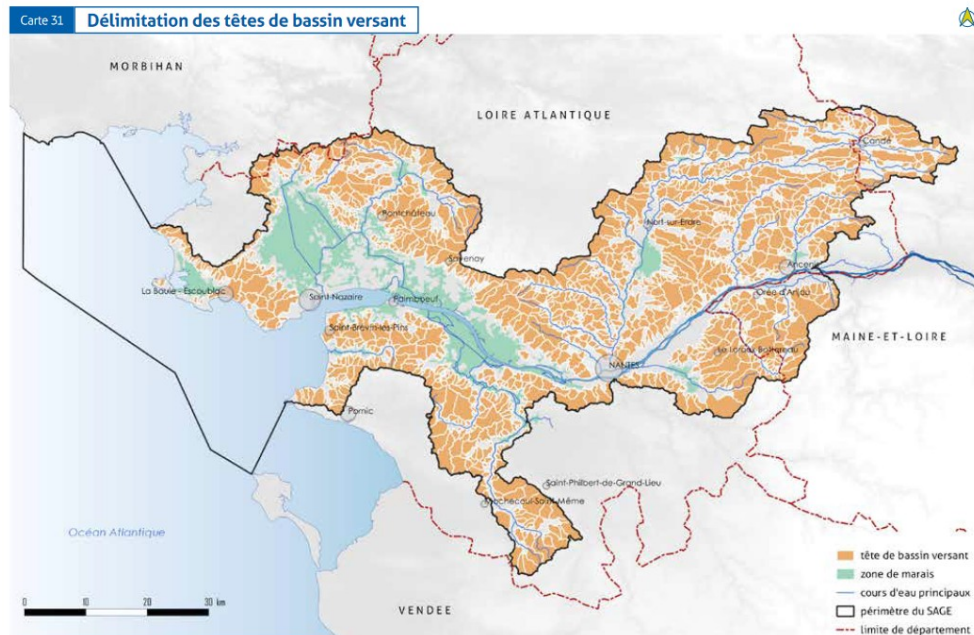 Carte 31 Délimitation des têtes de bassin versant
MORBIHAN
LOIRE ATLANTIQUE
Candé
Pontchâteau
Nort-sur-Erdre
Savenay
Ancenis
La Baule - Escoublac
Saint-Nazaire
Paimboeuf
Orée d'Anjou
Saint-Brevin-les-Pins
MAINE-ET-LOIRE
Le Loroux Bottereau
NANTES
Pornic
Saint-Philbert-de-Grand-Lieu
Machecoul-Saint-Même
Océan Atlantique
VENDEE
0 10 20 30 km
tête de bassin versant
zone de marais
cours d'eau principaux
périmètre du SAGE
limite de département